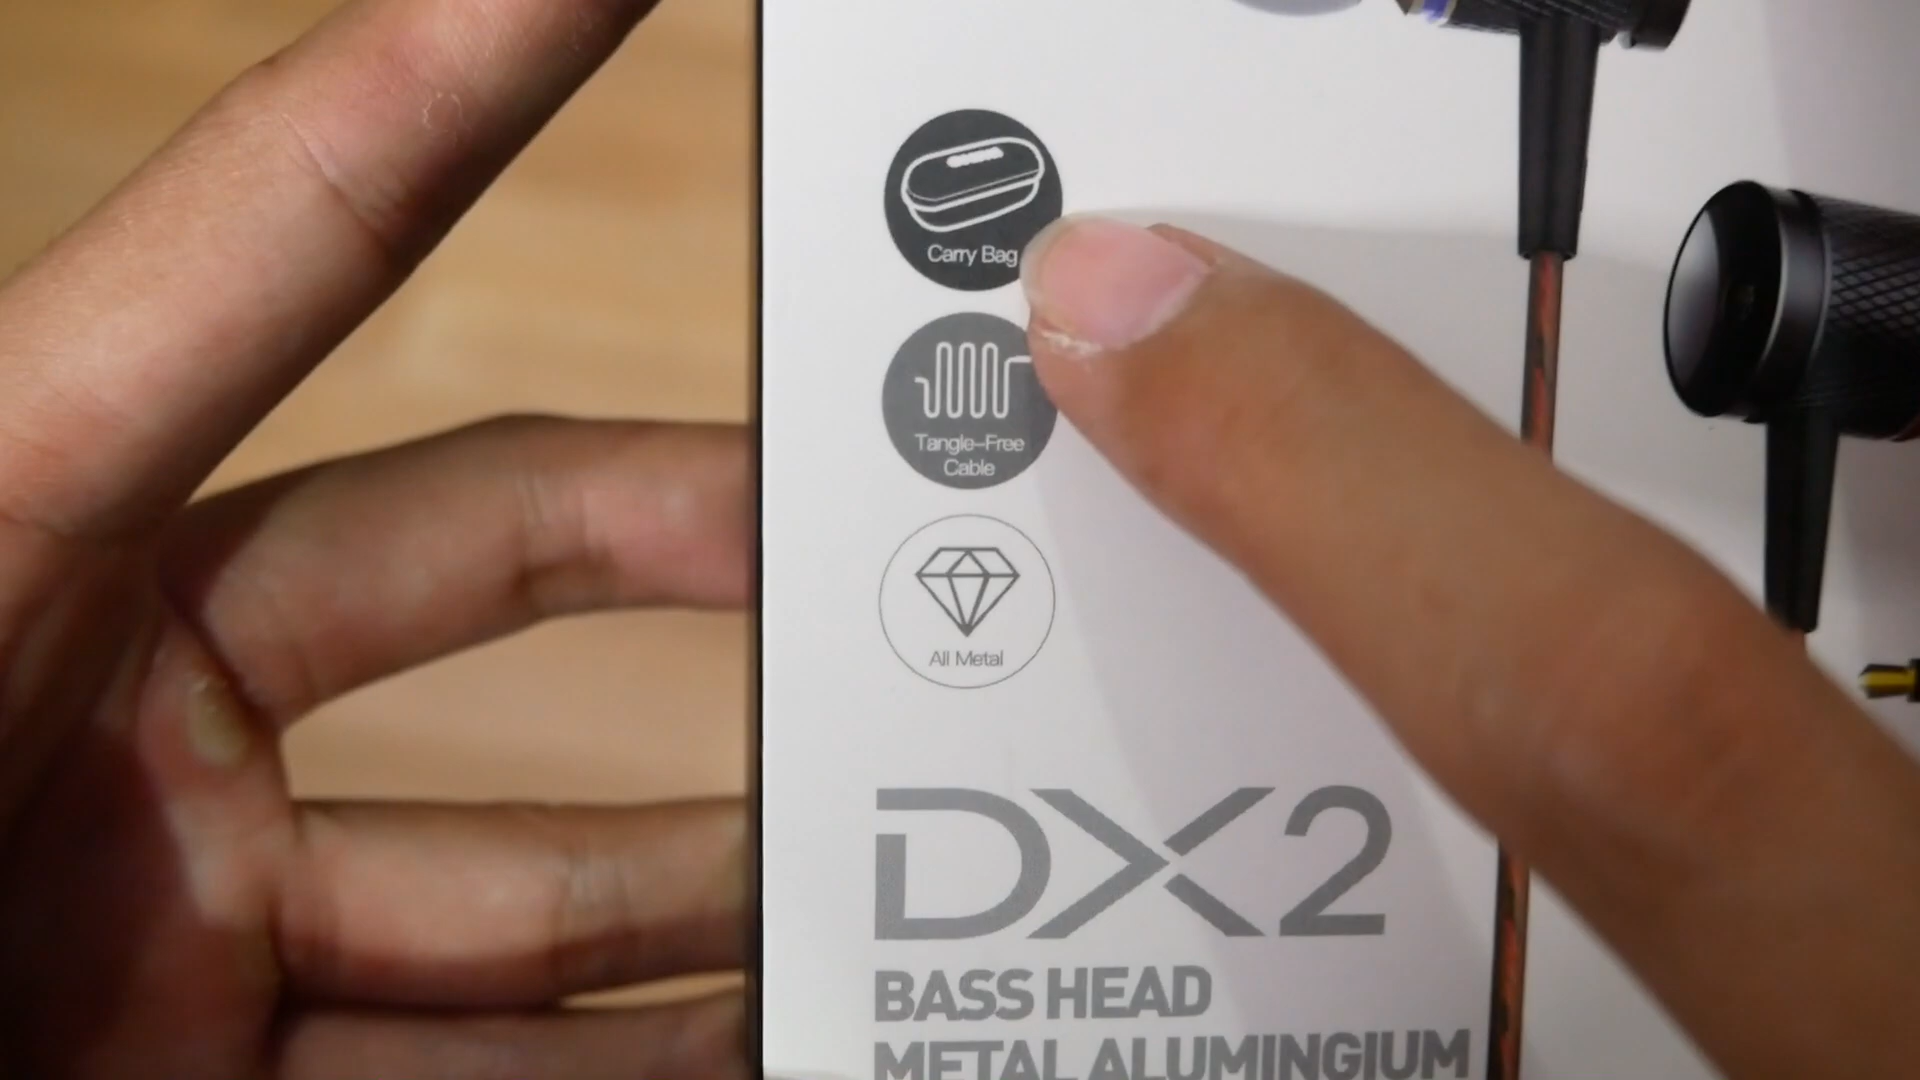 Carry Bag
Tangle-Free
Cable
All Metal
DX2
BASS HEAD
METAL ALUMINGIUM